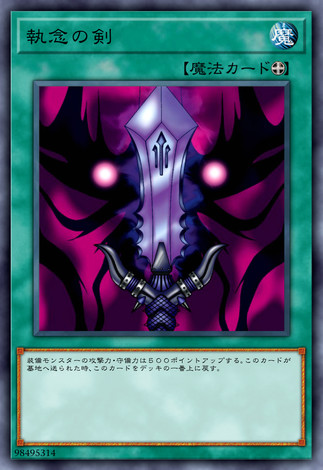 執念の剣
魔
【魔法カード】
装備モンスターの攻撃力・守備力は５００ポイントアップする。このカードが
墓地へ送られた時、このカードをデッキの一番上に戻す。
98495314